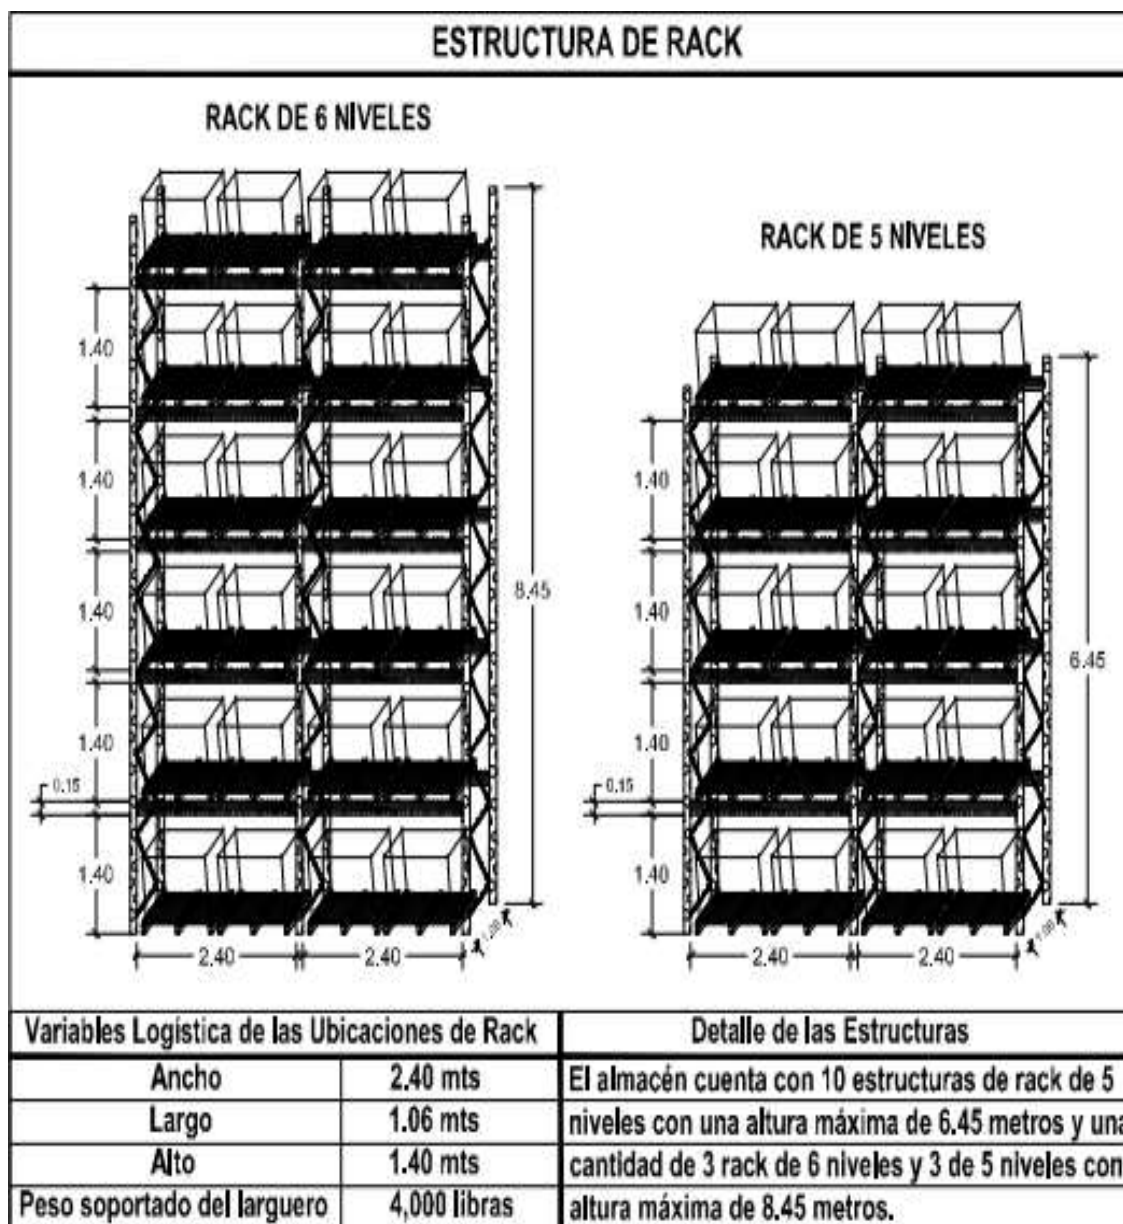 ESTRUCTURA DE RACK
RACK DE 6 NIVELES
RACK DE 5 NIVELES
1.40
1.40
1.40
1.40
0.15
1.40
8.45
2.40
2.40
1.40
1.40
1.40
0.15
1.40
6.45
2.40
2.40
Variables Logística de las Ubicaciones de Rack
Ancho 2.40 mts
Largo 1.06 mts
Alto 1.40 mts
Peso soportado del larguero 4,000 libras
Detalle de las Estructuras
El almacén cuenta con 10 estructuras de rack de 5
niveles con una altura máxima de 6.45 metros y una
cantidad de 3 rack de 6 niveles y 3 de 5 niveles con
altura máxima de 8.45 metros.